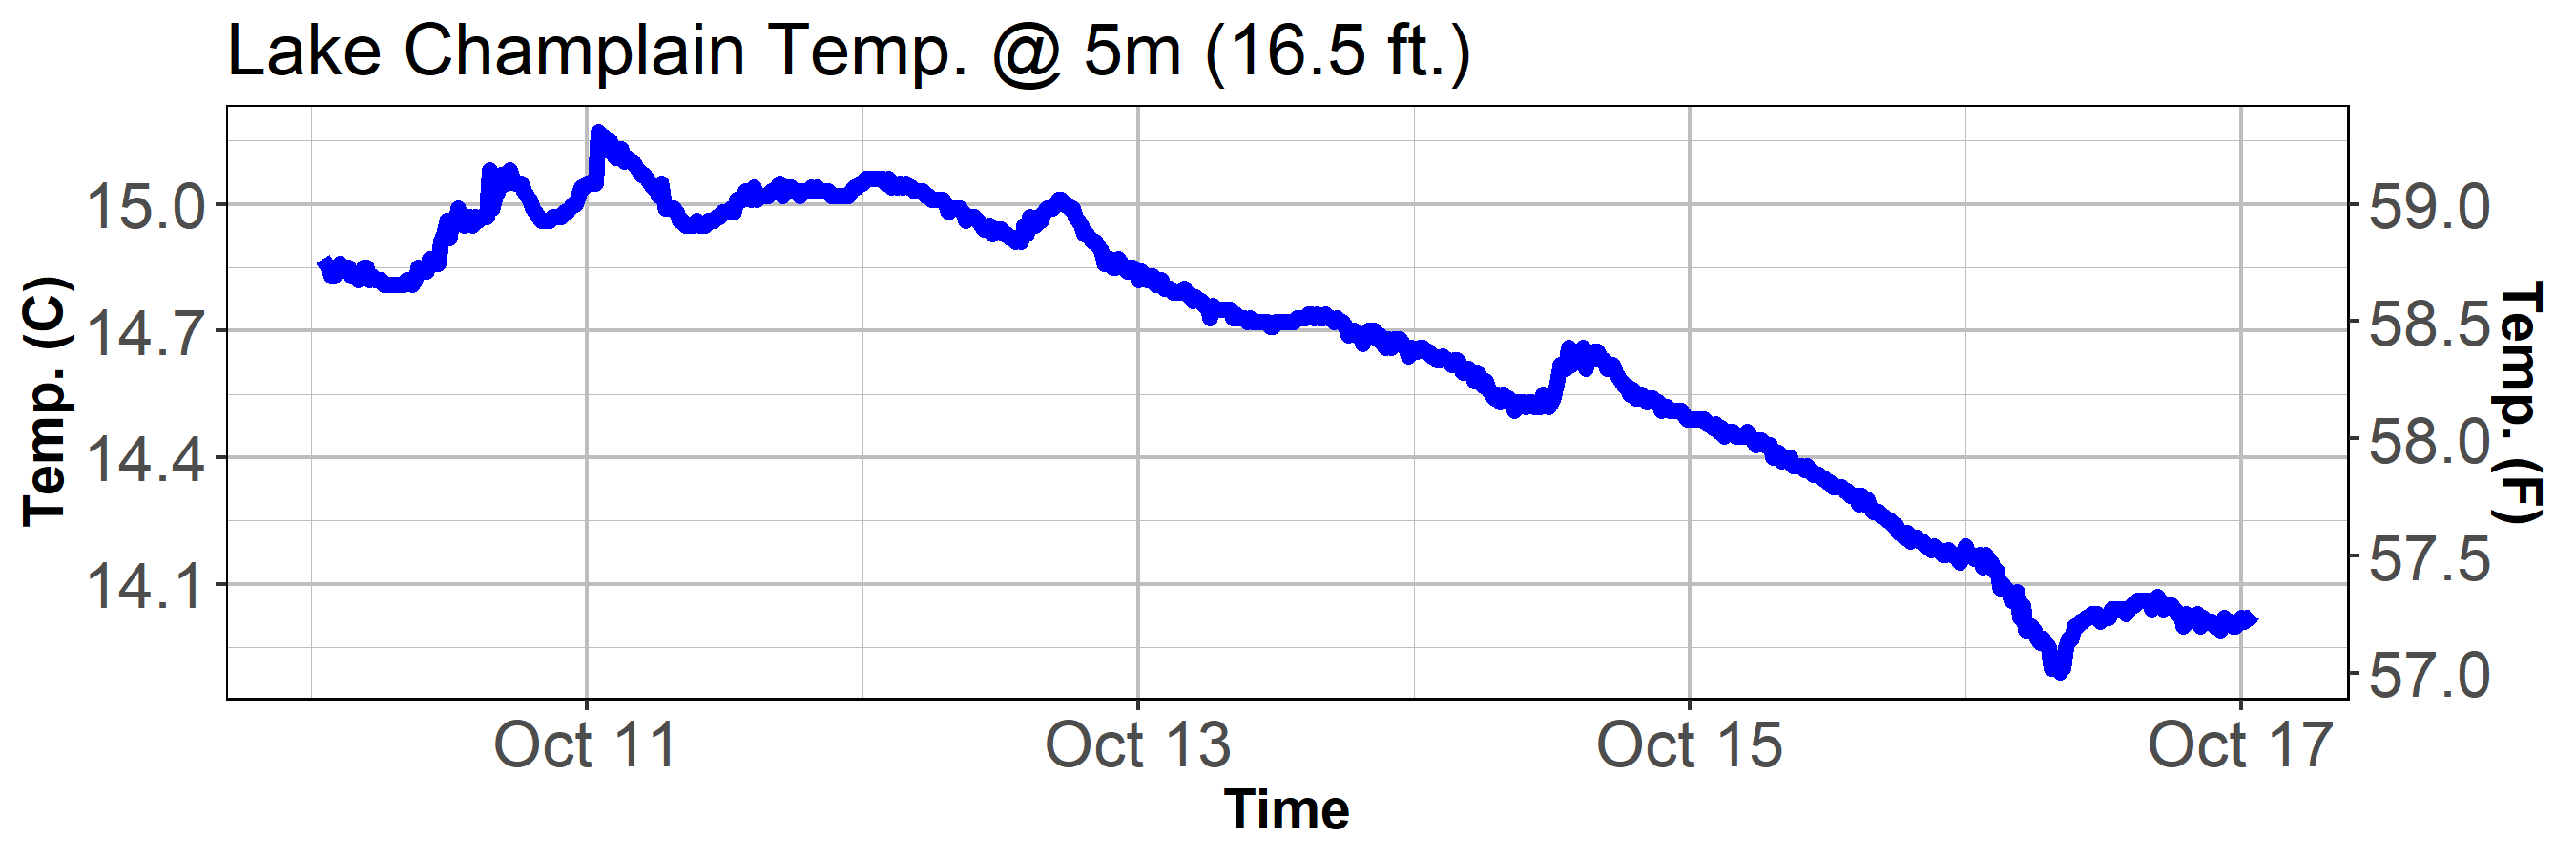 Lake Champlain Temp. @ 5m (16.5 ft.)
Temp. (C)
15.0
14.7
14.4
14.1
59.0
58.5
58.0
57.5
57.0
Temp. (F)
Oct 11
Oct 13
Oct 15
Oct 17
Time